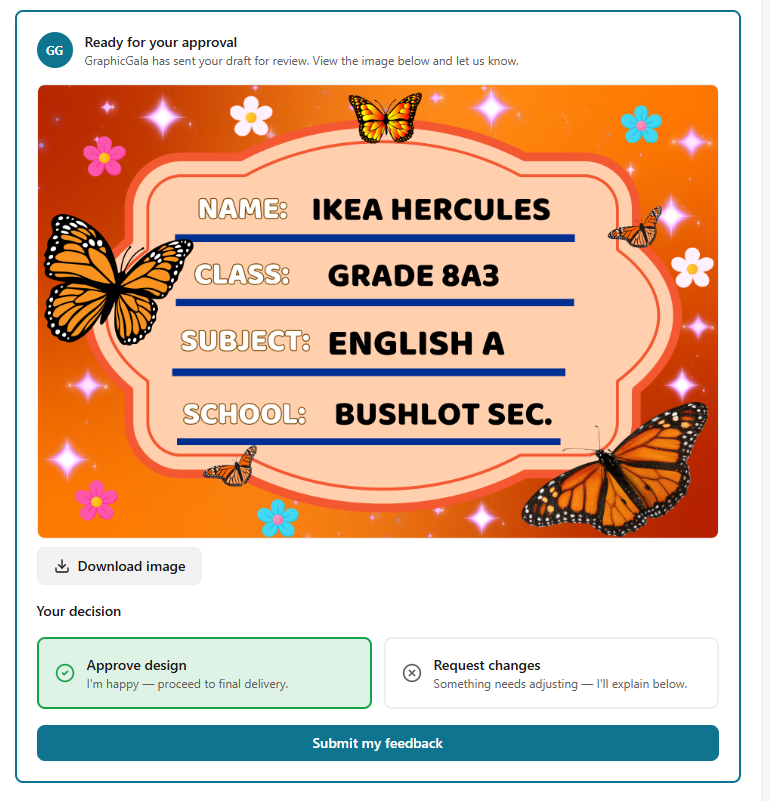 GG
Ready for your approval
GraphicGala has sent your draft for review. View the image below and let us know.
NAME: IKEA HERCULES
CLASS: GRADE 8A3
SUBJECT: ENGLISH A
SCHOOL: BUSHLOT SEC.
Download image
Your decision
Approve design
I'm happy — proceed to final delivery.
Request changes
Something needs adjusting — I'll explain below.
Submit my feedback